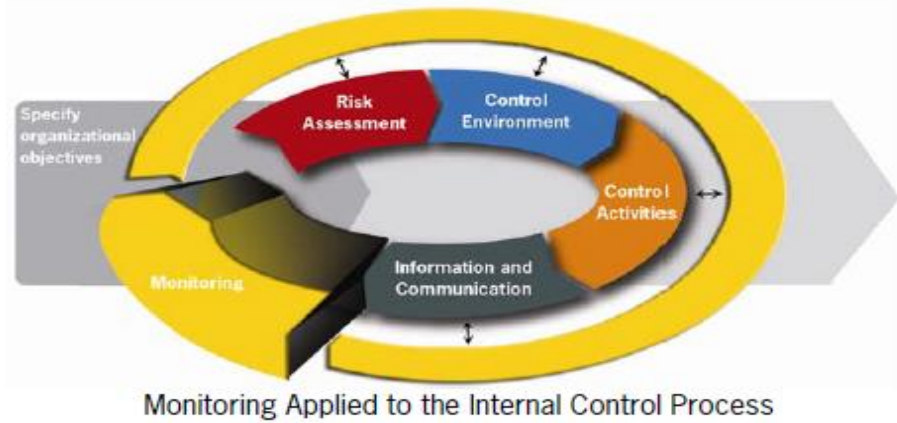 Specify
organizational
objectives
Risk
Assessment
Control
Environment
Control
Activities
Information and
Communication
Monitoring
Monitoring Applied to the Internal Control Process